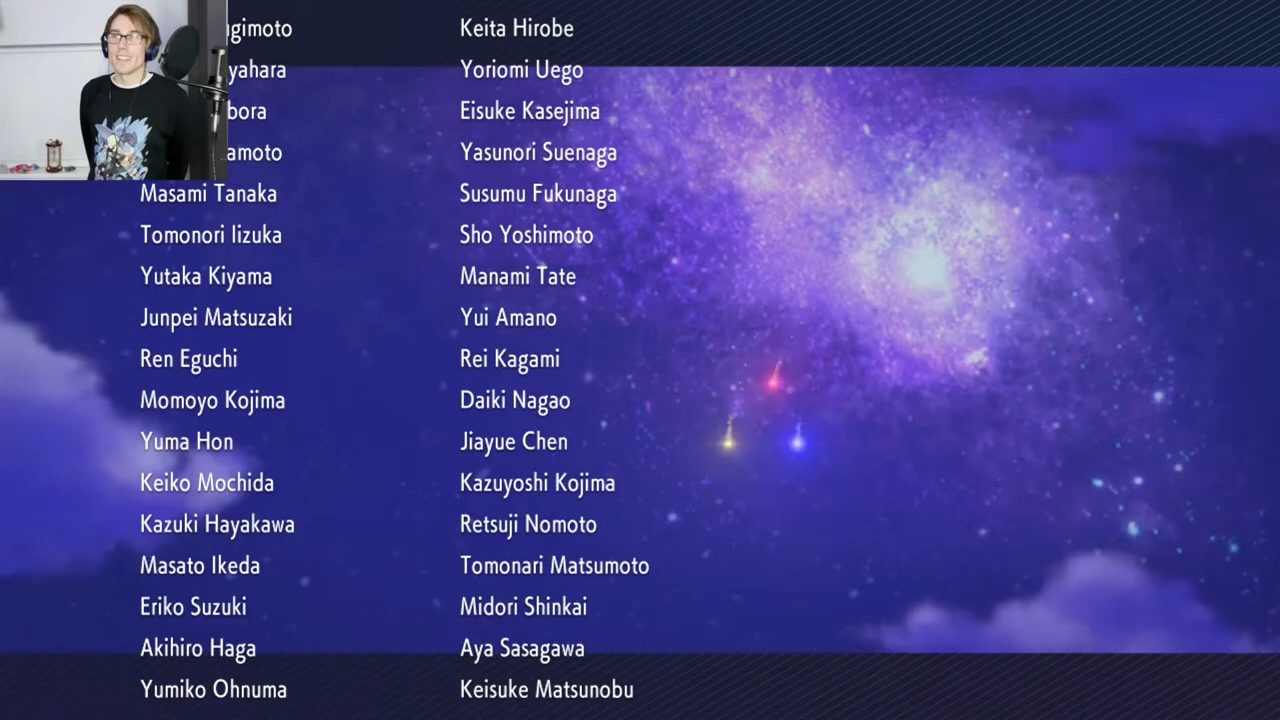 Keita Hirobe
Yoriomi Uego
Eisuke Kasejima
Yasunori Suenaga
Masami Tanaka Susumu Fukunaga
Tomonori Iizuka Sho Yoshimoto
Yutaka Kiyama Manami Tate
Junpei Matsuzaki Yui Amano
Ren Eguchi Rei Kagami
Momoyo Kojima Daiki Nagao
Yuma Hon Jiayue Chen
Keiko Mochida Kazuyoshi Kojima
Kazuki Hayakawa Retsuji Nomoto
Masato Ikeda Tomonari Matsumoto
Eriko Suzuki Midori Shinkai
Akihiro Haga Aya Sasagawa
Yumiko Ohnuma Keisuke Matsunobu